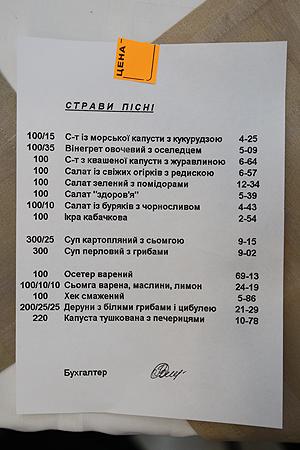 ЦЕНА
СТРАВИ ПІСНІ
100/15 С-т із морської капусти з кукурудзою 4-25
100/35 Вінегрет овочевий з оселедцем 5-09
100 С-т з квашеної капусти з журавлиною 6-64
100 Салат із свіжих огірків з редискою 6-57
100 Салат зелений з помідорами 12-34
100 Салат "здоров'я" 5-39
100/10 Салат із буряків з чорносливом 4-43
100 Ікра кабачкова 2-54
300/25 Суп картопляний з сьомгою 9-15
300 Суп перловий з грибами 9-02
100 Осетер варений 69-13
100/10/10 Сьомга варена, маслини, лимон 24-19
100 Хек смажений 5-86
200/25/25 Деруни з білими грибами і цибулею 21-29
220 Капуста тушкована з печерицями 10-78
Бухгалтер